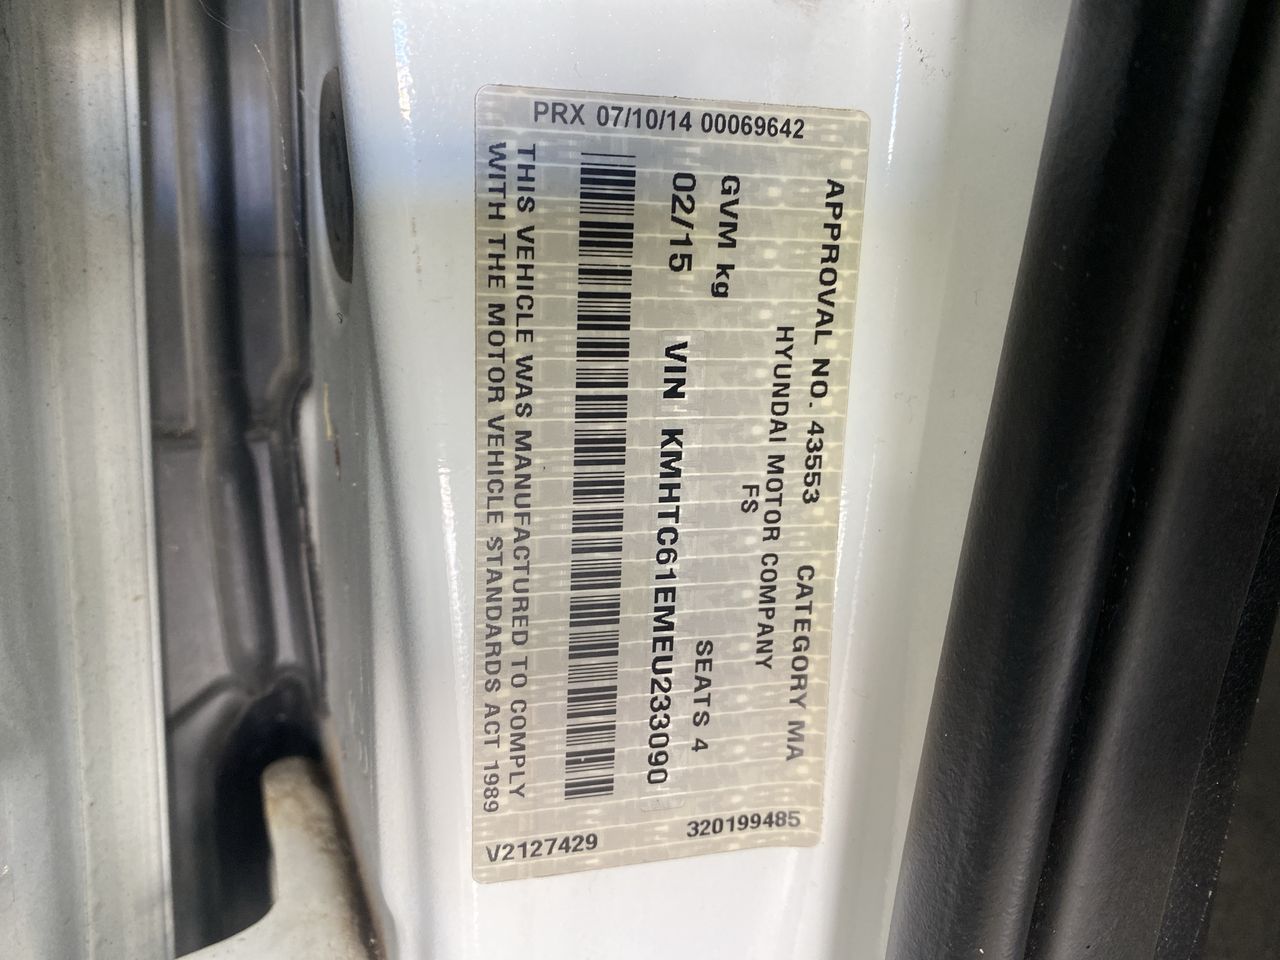 PRX 07/10/14 00069642
APPROVAL NO. 43553 CATEGORY MA
HYUNDAI MOTOR COMPANY
FS
GVM kg SEATS 4
02/15 VIN KMHTC61EMEU233090
THIS VEHICLE WAS MANUFACTURED TO COMPLY
WITH THE MOTOR VEHICLE STANDARDS ACT 1989
320199485
V2127429